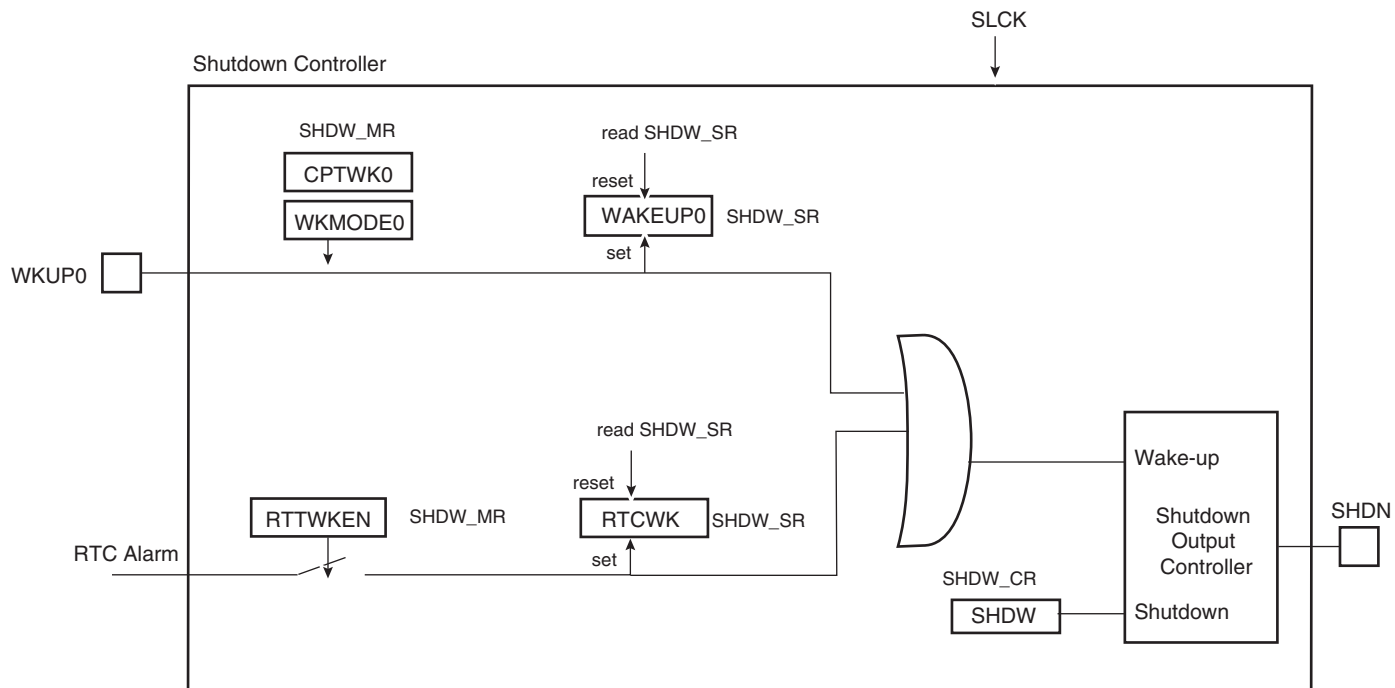 SLCK
Shutdown Controller
SHDW_MR
read SHDW_SR
CPTWK0
reset
WKMODE0
WAKEUP0
SHDW_SR
set
WKUP0
read SHDW_SR
Wake-up
reset
RTTWKEN
SHDW_MR
RTCWK
SHDW_SR
Shutdown
Output
Controller
SHDN
RTC Alarm
set
SHDW_CR
SHDW
Shutdown